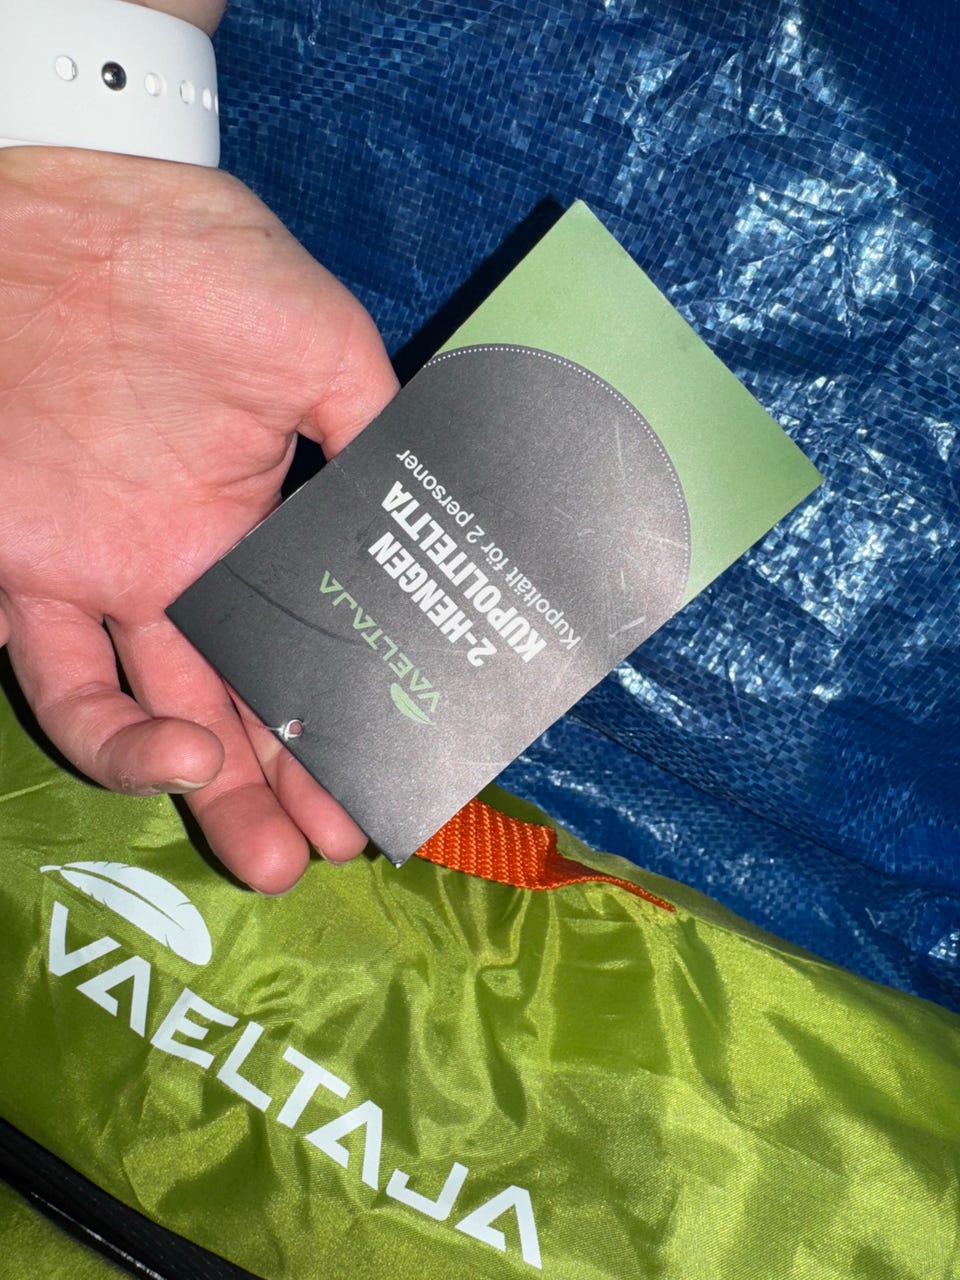 VAELTAJA
2-HENGEN
KUPOLITELTTA
Kupoltält för 2 personer
VAELTAJA